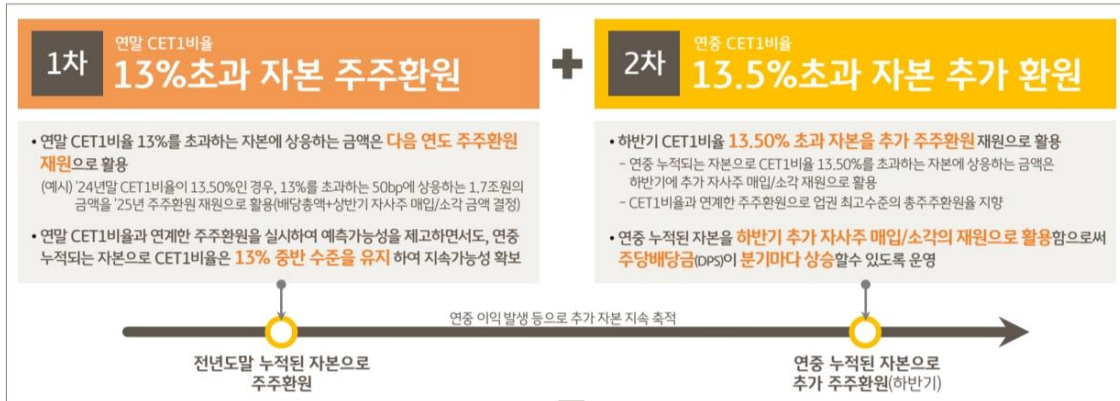 1차
연말 CET1비율
13%초과 자본 주주환원
+
2차
연중 CET1비율
13.5%초과 자본 추가 환원
• 연말 CET1비율 13%를 초과하는 자본에 상응하는 금액은 다음 연도 주주환원
재원으로 활용
(예시) '24년말 CET1비율이 13.50%인 경우, 13%를 초과하는 50bp에 상응하는 1.7조원의
금액을 '25년 주주환원 재원으로 활용(배당총액+상반기 자사주 매입/소각 금액 결정)
• 연말 CET1비율과 연계한 주주환원을 실시하여 예측가능성을 제고하면서도, 연중
누적되는 자본으로 CET1비율은 13% 중반 수준을 유지 하여 지속가능성 확보
• 하반기 CET1비율 13.50% 초과 자본을 추가 주주환원 재원으로 활용
- 연중 누적되는 자본으로 CET1비율 13.50%를 초과하는 자본에 상응하는 금액은
하반기에 추가 자사주 매입/소각 재원으로 활용
- CET1비율과 연계한 주주환원으로 업권 최고수준의 총주주환원율 지향
• 연중 누적된 자본을 하반기 추가 자사주 매입/소각의 재원으로 활용함으로써
주당배당금(DPS)이 분기마다 상승할수 있도록 운영
연중 이익 발생 등으로 추가 자본 지속 축적
전년도말 누적된 자본으로
주주환원
연중 누적된 자본으로
추가 주주환원(하반기)